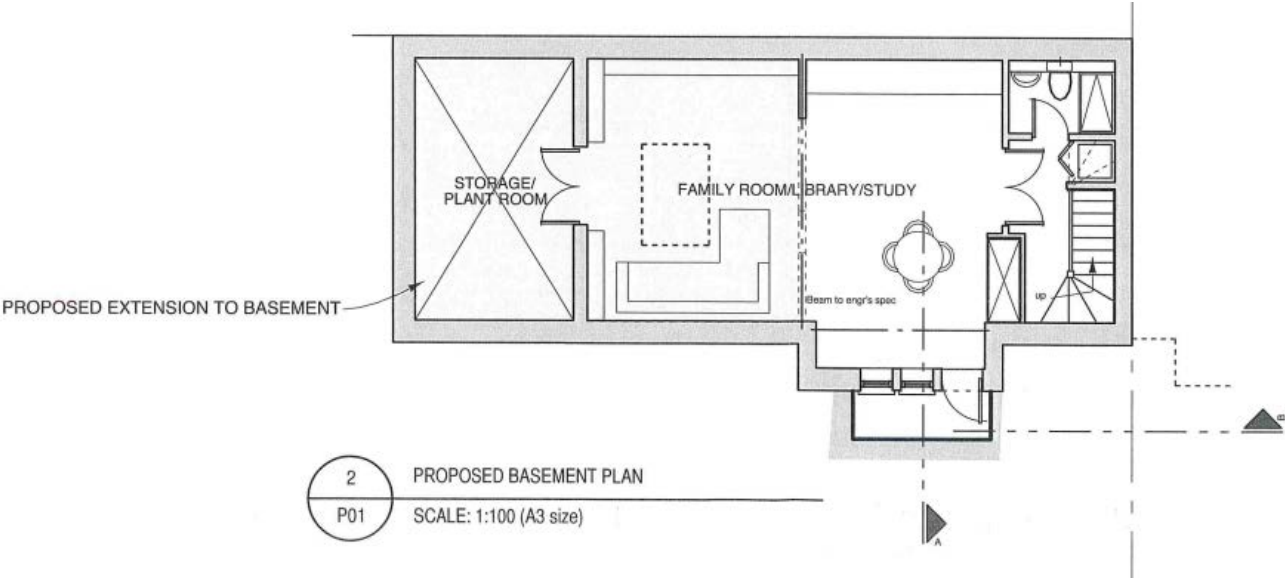 STORAGE/
PLANT ROOM
FAMILY ROOM/LIBRARY/STUDY
PROPOSED EXTENSION TO BASEMENT
Beam to engr's spec
up
B
A
2
PROPOSED BASEMENT PLAN
P01
SCALE: 1:100 (A3 size)